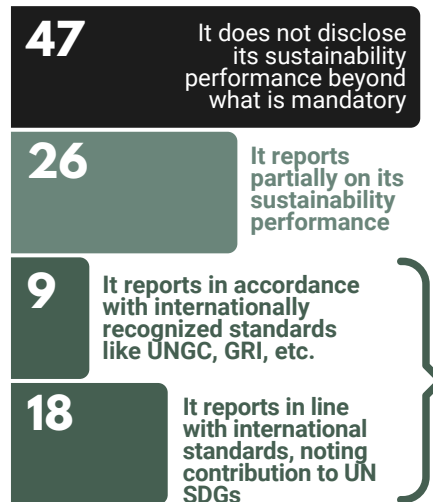 47
It does not disclose
its sustainability
performance beyond
what is mandatory
26
It reports
partially on its
sustainability
performance
9
It reports in accordance
with internationally
recognized standards
like UNGC, GRI, etc.
18
It reports in line
with international
standards, noting
contribution to UN
SDGs